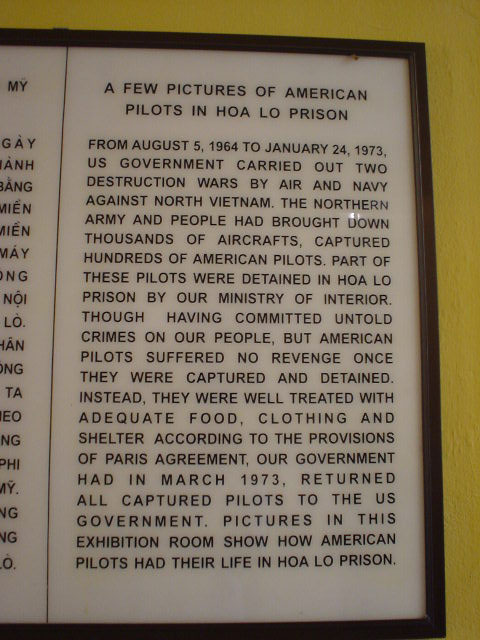 MỸ
GÀY
ÀNH
BẰNG
MIỀN
MIỀN
MÁY
ÔNG
NỘI
LÒ.
HÂN
ÔNG
TA
HEO
NG
PHI
MỸ.
NG
NG
LÒ.
A FEW PICTURES OF AMERICAN
PILOTS IN HOA LO PRISON
FROM AUGUST 5, 1964 TO JANUARY 24, 1973,
US GOVERNMENT CARRIED OUT TWO
DESTRUCTION WARS BY AIR AND NAVY
AGAINST NORTH VIETNAM. THE NORTHERN
ARMY AND PEOPLE HAD BROUGHT DOWN
THOUSANDS OF AIRCRAFTS, CAPTURED
HUNDREDS OF AMERICAN PILOTS. PART OF
THESE PILOTS WERE DETAINED IN HOA LO
PRISON BY OUR MINISTRY OF INTERIOR.
THOUGH HAVING COMMITTED UNTOLD
CRIMES ON OUR PEOPLE, BUT AMERICAN
PILOTS SUFFERED NO REVENGE ONCE
THEY WERE CAPTURED AND DETAINED.
INSTEAD, THEY WERE WELL TREATED WITH
ADEQUATE FOOD, CLOTHING AND
SHELTER ACCORDING TO THE PROVISIONS
OF PARIS AGREEMENT, OUR GOVERNMENT
HAD IN MARCH 1973, RETURNED
ALL CAPTURED PILOTS TO THE US
GOVERNMENT. PICTURES IN THIS
EXHIBITION ROOM SHOW HOW AMERICAN
PILOTS HAD THEIR LIFE IN HOA LO PRISON.